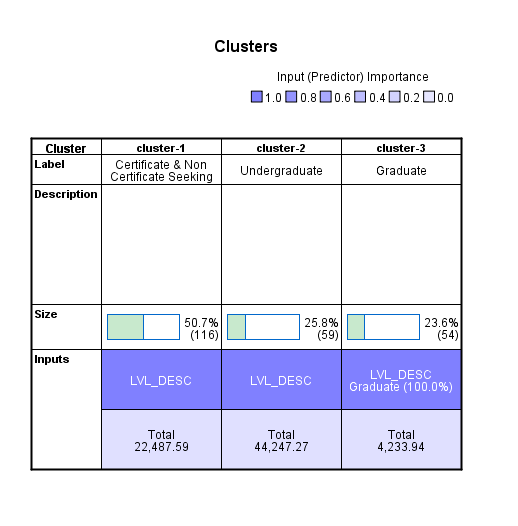 Clusters
Input (Predictor) Importance
1.0 0.8 0.6 0.4 0.2 0.0
Cluster cluster-1 cluster-2 cluster-3
Label Certificate & Non Certificate Seeking Undergraduate Graduate
Description
Size 50.7% (116) 25.8% (59) 23.6% (54)
Inputs LVL_DESC LVL_DESC LVL_DESC Graduate (100.0%)
Total 22,487.59 Total 44,247.27 Total 4,233.94